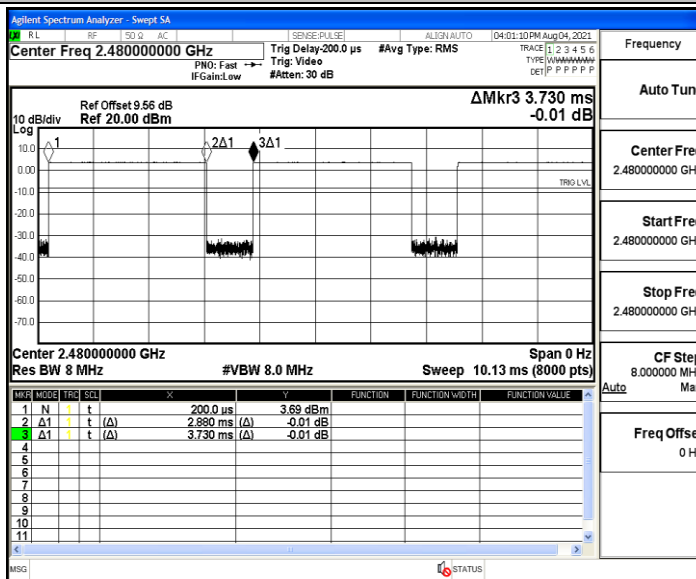 Agilent Spectrum Analyzer - Swept SA
RL RF 50 Ω AC SENSE:PULSE ALIGN AUTO 04:01:10 PM Aug 04, 2021
Center Freq 2.480000000 GHz
PNO: Fast
IFGain:Low
Trig Delay-200.0 µs
Trig: Video
#Atten: 30 dB
#Avg Type: RMS
TRACE 1 2 3 4 5 6
TYPE WWWWWW
DET P P P P P P
Ref Offset 9.56 dB
10 dB/div Ref 20.00 dBm
ΔMkr3 3.730 ms
-0.01 dB
Log
1
2Δ1
3Δ1
10.0
0.00
TRIG LVL
-10.0
-20.0
-30.0
-40.0
-50.0
-60.0
-70.0
Center 2.480000000 GHz Span 0 Hz
Res BW 8 MHz #VBW 8.0 MHz Sweep 10.13 ms (8000 pts)
MKR MODE TRC SCL X Y FUNCTION FUNCTION WIDTH FUNCTION VALUE
1 N 1 t 200.0 µs 3.69 dBm
2 Δ1 1 t (Δ) 2.880 ms (Δ) -0.01 dB
3 Δ1 1 t (Δ) 3.730 ms (Δ) -0.01 dB
4
5
6
7
8
9
10
11
MSG STATUS
Frequency
Auto Tun
Center Fre
2.480000000 GH
Start Fre
2.480000000 GH
Stop Fre
2.480000000 GH
CF Step
8.000000 MH
Auto Ma
Freq Offse
0 H